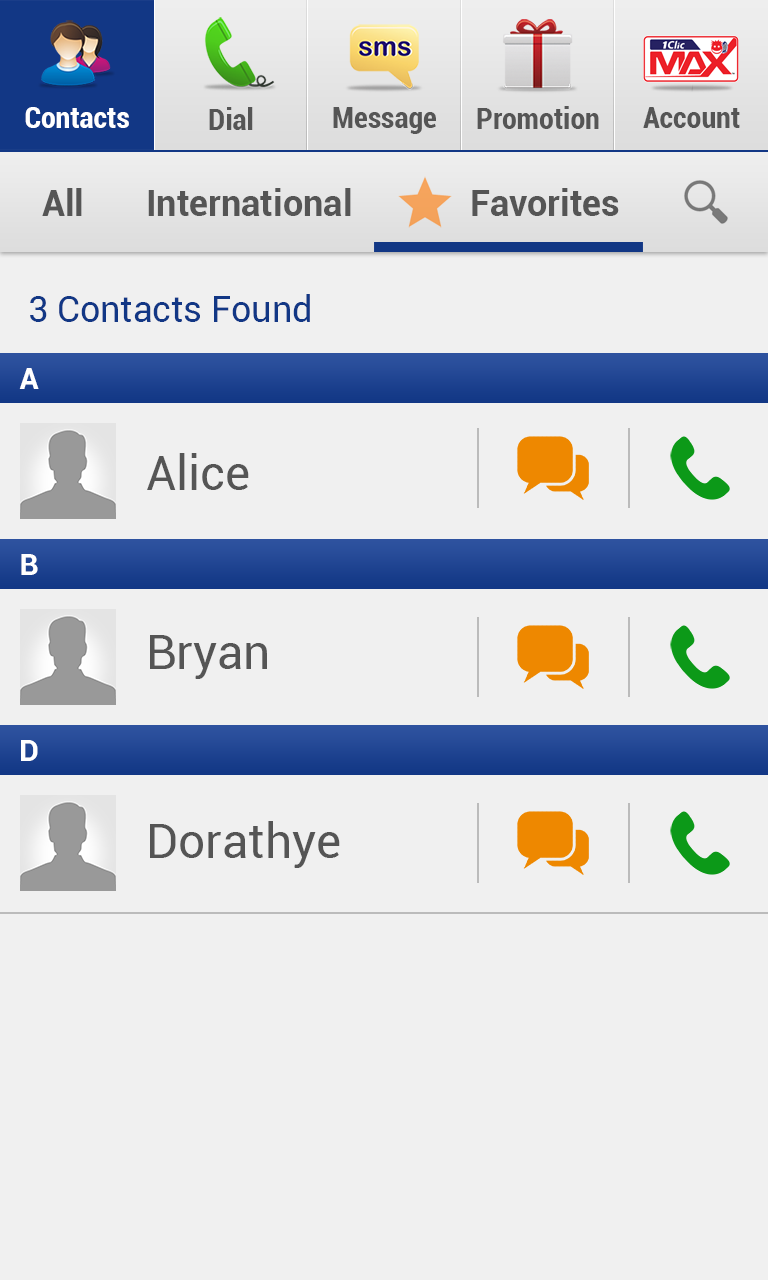 sms
1Clic
MAX
Contacts
Dial
Message
Promotion
Account
All
International
Favorites
3 Contacts Found
A
Alice
B
Bryan
D
Dorathye